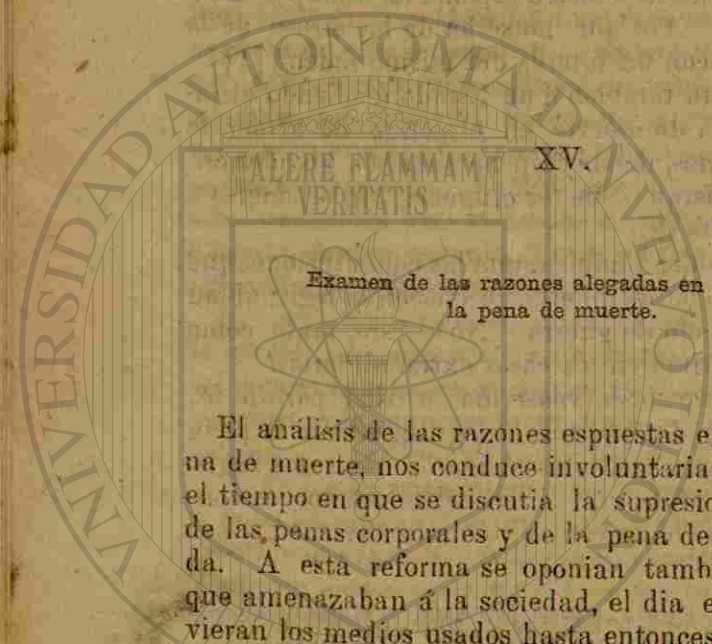 XV.
Examen de las razones alegadas en
la pena de muerte.
El análisis de las razones espuestas e
na de muerte, nos conduce involuntaria
el tiempo en que se discutia la supresio
de las penas corporales y de la pena de
da. A esta reforma se oponian tamb
que amenazaban á la sociedad, el dia e
vieran los medios usados hasta entonces
ALERE FLAMMAM
VERITATIS